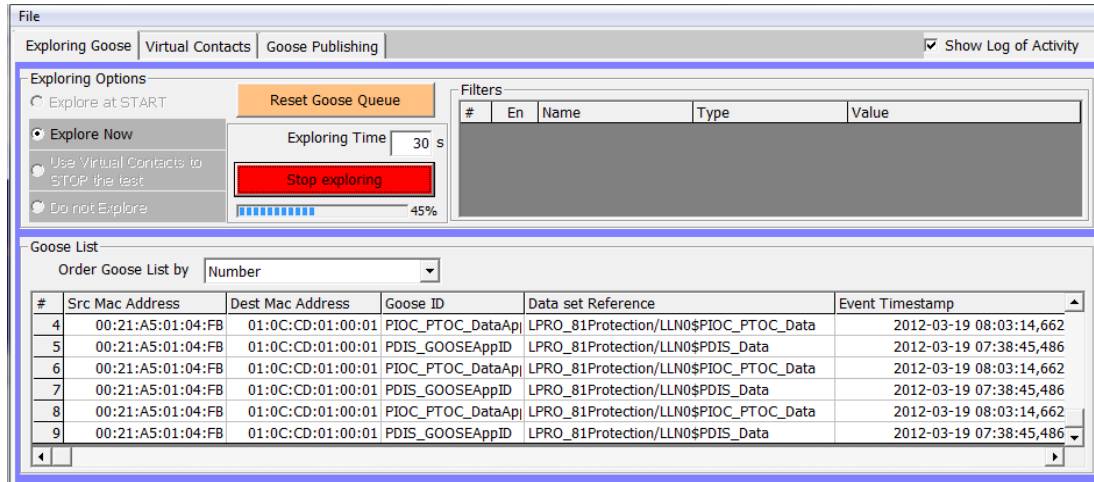 File
Exploring Goose Virtual Contacts Goose Publishing Show Log of Activity
Exploring Options
Explore at START
Explore Now
Use Virtual Contacts to
STOP the test
Do not Explore
Reset Goose Queue
Exploring Time 30 s
Stop exploring
45%
Filters
# En Name Type Value
Goose List
Order Goose List by Number
# Src Mac Address Dest Mac Address Goose ID Data set Reference Event Timestamp
4 00:21:A5:01:04:FB 01:0C:CD:01:00:01 PIOC_PTOC_DataAp LPRO_81Protection/LLN0$PIOC_PTOC_Data 2012-03-19 08:03:14,662
5 00:21:A5:01:04:FB 01:0C:CD:01:00:01 PDIS_GOOSEAppID LPRO_81Protection/LLN0$PDIS_Data 2012-03-19 07:38:45,486
6 00:21:A5:01:04:FB 01:0C:CD:01:00:01 PIOC_PTOC_DataAp LPRO_81Protection/LLN0$PIOC_PTOC_Data 2012-03-19 08:03:14,662
7 00:21:A5:01:04:FB 01:0C:CD:01:00:01 PDIS_GOOSEAppID LPRO_81Protection/LLN0$PDIS_Data 2012-03-19 07:38:45,486
8 00:21:A5:01:04:FB 01:0C:CD:01:00:01 PIOC_PTOC_DataAp LPRO_81Protection/LLN0$PIOC_PTOC_Data 2012-03-19 08:03:14,662
9 00:21:A5:01:04:FB 01:0C:CD:01:00:01 PDIS_GOOSEAppID LPRO_81Protection/LLN0$PDIS_Data 2012-03-19 07:38:45,486